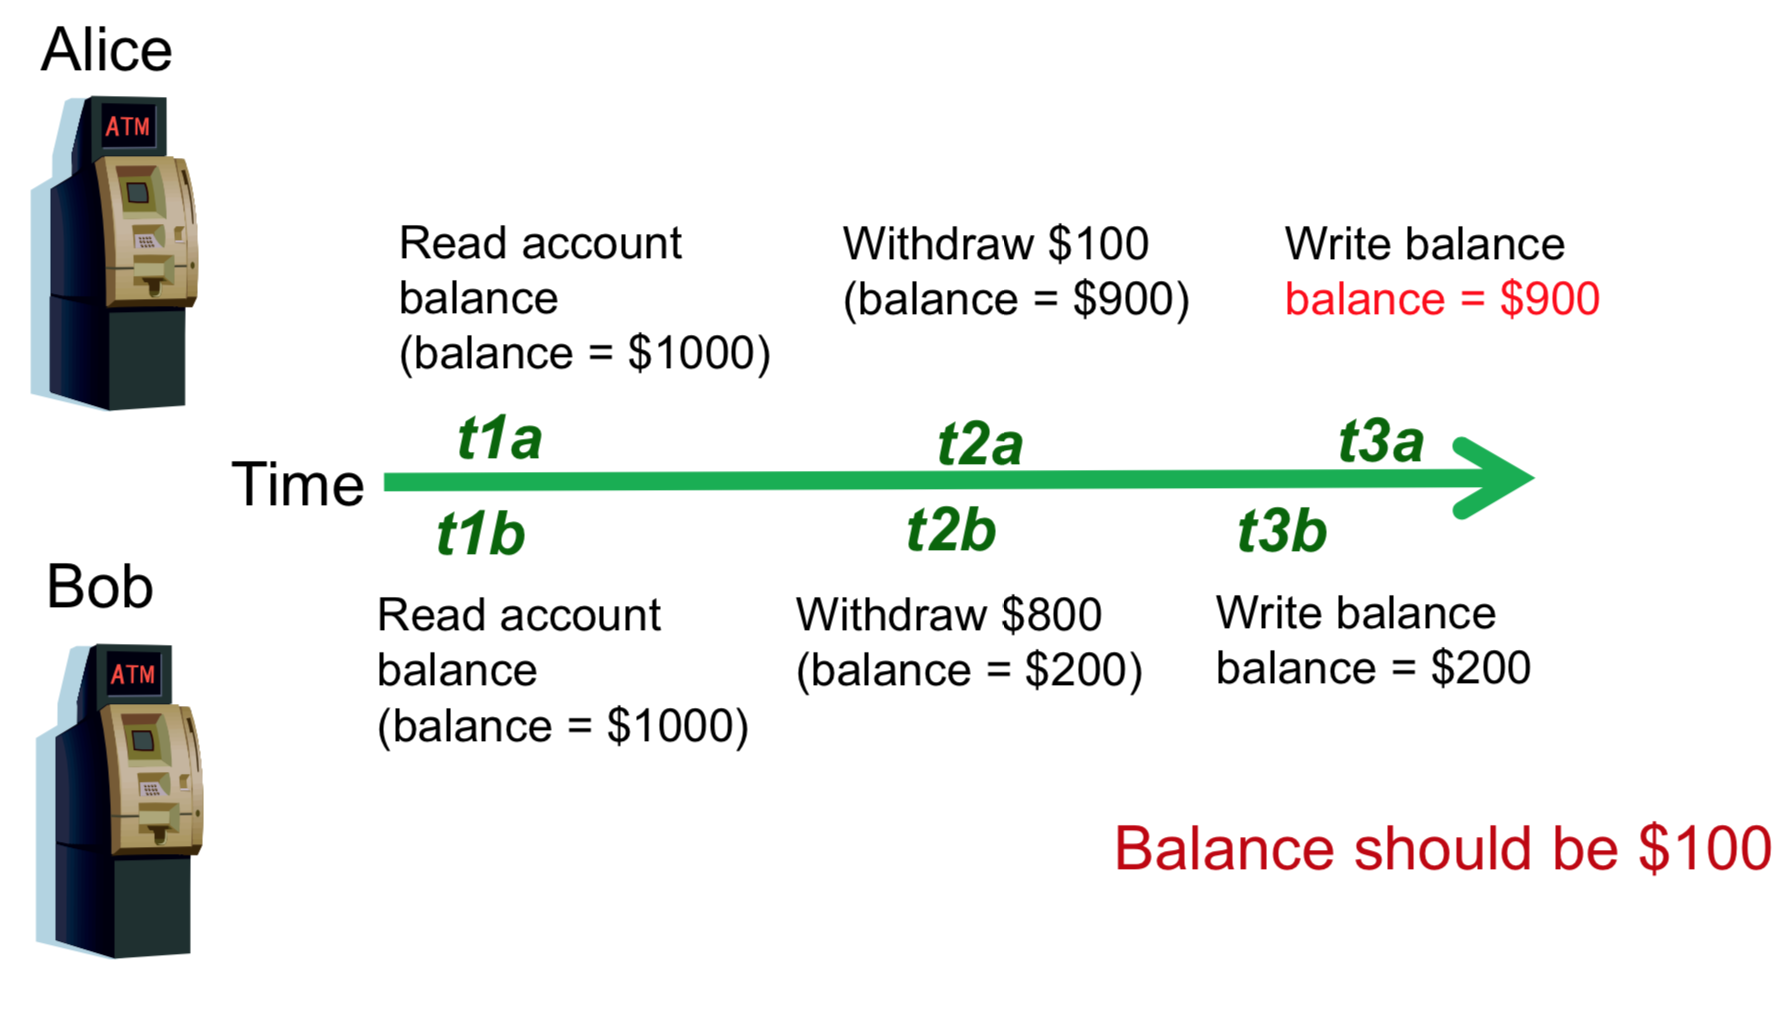 Alice
ATM
Read account
balance
(balance = $1000)
Withdraw $100
(balance = $900)
Write balance
balance = $900
t1a
t2a
t3a
Time
t1b
t2b
t3b
Bob
ATM
Read account
balance
(balance = $1000)
Withdraw $800
(balance = $200)
Write balance
balance = $200
Balance should be $100